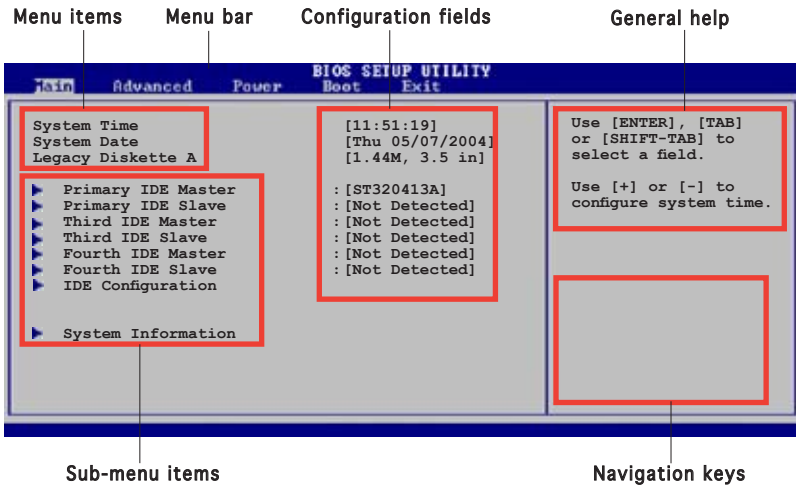 Menu items Menu bar Configuration fields General help
BIOS SETUP UTILITY
Main Advanced Power Boot Exit
System Time [11:51:19]
System Date [Thu 05/07/2004]
Legacy Diskette A [1.44M, 3.5 in]
Primary IDE Master :[ST320413A]
Primary IDE Slave :[Not Detected]
Third IDE Master :[Not Detected]
Third IDE Slave :[Not Detected]
Fourth IDE Master :[Not Detected]
Fourth IDE Slave :[Not Detected]
IDE Configuration
System Information
Use [ENTER], [TAB]
or [SHIFT-TAB] to
select a field.
Use [+] or [-] to
configure system time.
Sub-menu items Navigation keys